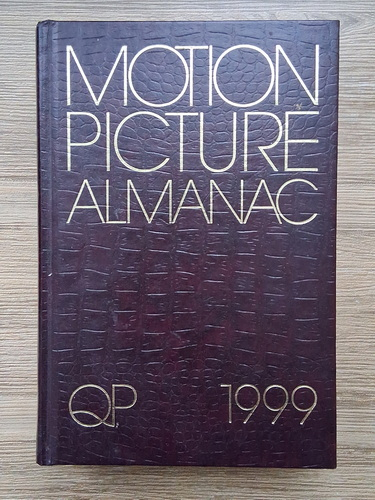 MOTION
PICTURE
ALMANAC
QP 1999